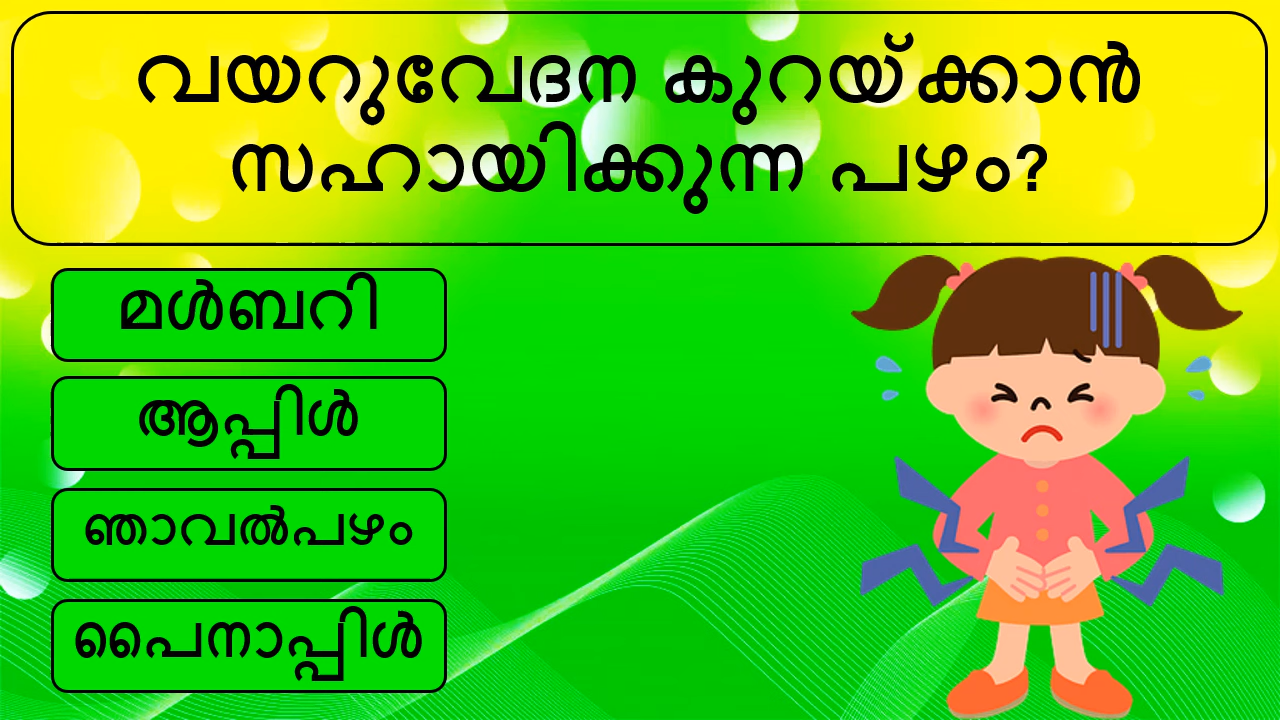 വയറുവേദന കുറയ്ക്കാൻ
സഹായിക്കുന്ന പഴം?
മൾബറി
ആപ്പിൾ
ഞാവൽപഴം
പൈനാപ്പിൾ